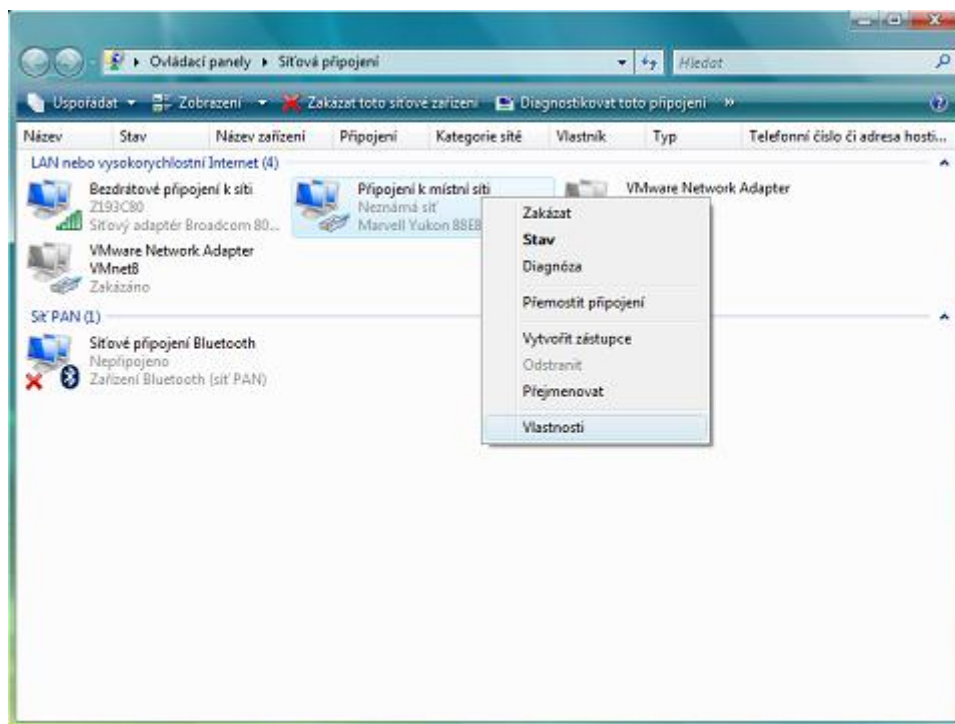 Ovládací panely ▸ Síťová připojení
Hledat
Uspořádat Zobrazení Zakázat toto síťové zařízení Diagnostikovat toto připojení »
Název Stav Název zařízení Připojení Kategorie sítě Vlastník Typ Telefonní číslo či adresa hosti...
LAN nebo vysokorychlostní Internet (4)
Bezdrátové připojení k síti
Z193C80
Síťový adaptér Broadcom 80...
Připojení k místní síti
Neznámá síť
Marvell Yukon 88E8
VMware Network Adapter
VMware Network Adapter
VMnet8
Zakázáno
Síť PAN (1)
Síťové připojení Bluetooth
Nepřipojeno
Zařízení Bluetooth (síť PAN)
Zakázat
Stav
Diagnóza
Přemostit připojení
Vytvořit zástupce
Odstranit
Přejmenovat
Vlastnosti